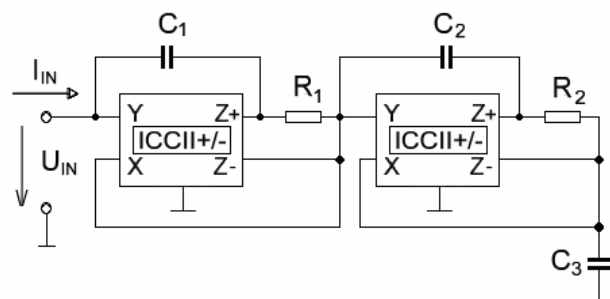 C1
C2
IIN
R1
R2
Y
Z+
ICCII+/-
X
Z-
Y
Z+
ICCII+/-
X
Z-
UIN
C3